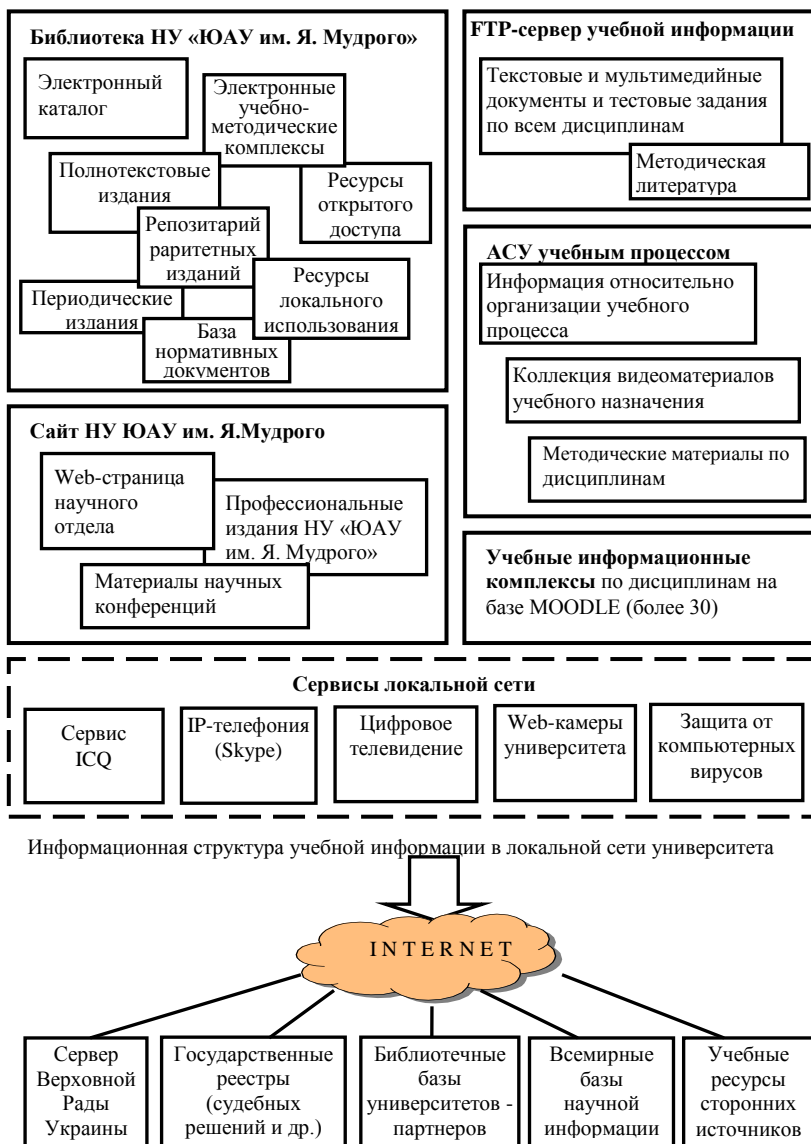 Библиотека НУ «ЮАУ им. Я. Мудрого»
Электронный
каталог
Электронные
учебно-
методические
комплексы
Полнотекстовые
издания
Ресурсы
открытого
доступа
Репозитарий
раритетных
изданий
Ресурсы
локального
использования
Периодические
издания
База
нормативных
документов
FTP-сервер учебной информации
Текстовые и мультимедийные
документы и тестовые задания
по всем дисциплинам
Методическая
литература
АСУ учебным процессом
Информация относительно
организации учебного
процесса
Коллекция видеоматериалов
учебного назначения
Методические материалы по
дисциплинам
Сайт НУ ЮАУ им. Я.Мудрого
Web-страница
научного
отдела
Профессиональные
издания НУ «ЮАУ
им. Я. Мудрого»
Материалы научных
конференций
Учебные информационные
комплексы по дисциплинам на
базе MOODLE (более 30)
Сервисы локальной сети
Сервис
ICQ
IP-телефония
(Skype)
Цифровое
телевидение
Web-камеры
университета
Защита от
компьютерных
вирусов
Информационная структура учебной информации в локальной сети университета
INTERNET
Сервер
Верховной
Рады
Украины
Государственные
реестры
(судебных
решений и др.)
Библиотечные
базы
университетов -
партнеров
Всемирные
базы
научной
информации
Учебные
ресурсы
сторонних
источников